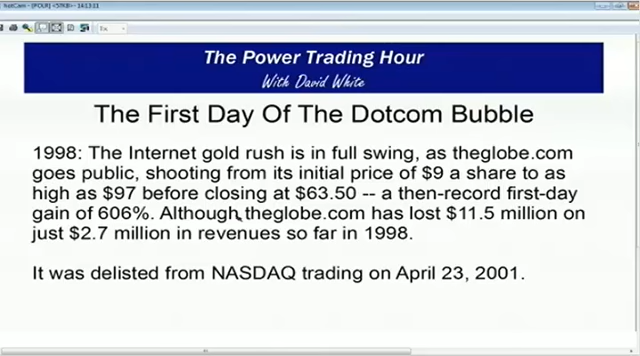 The Power Trading Hour
With David White
The First Day Of The Dotcom Bubble
1998: The Internet gold rush is in full swing, as theglobe.com
goes public, shooting from its initial price of $9 a share to as
high as $97 before closing at $63.50 -- a then-record first-day
gain of 606%. Although theglobe.com has lost $11.5 million on
just $2.7 million in revenues so far in 1998.
It was delisted from NASDAQ trading on April 23, 2001.